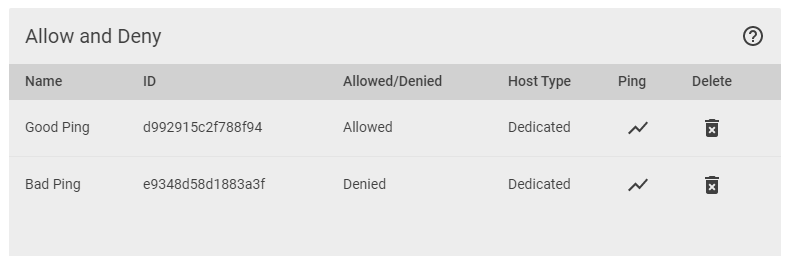 Allow and Deny
Name ID Allowed/Denied Host Type Ping Delete
Good Ping d992915c2f788f94 Allowed Dedicated
Bad Ping e9348d58d1883a3f Denied Dedicated